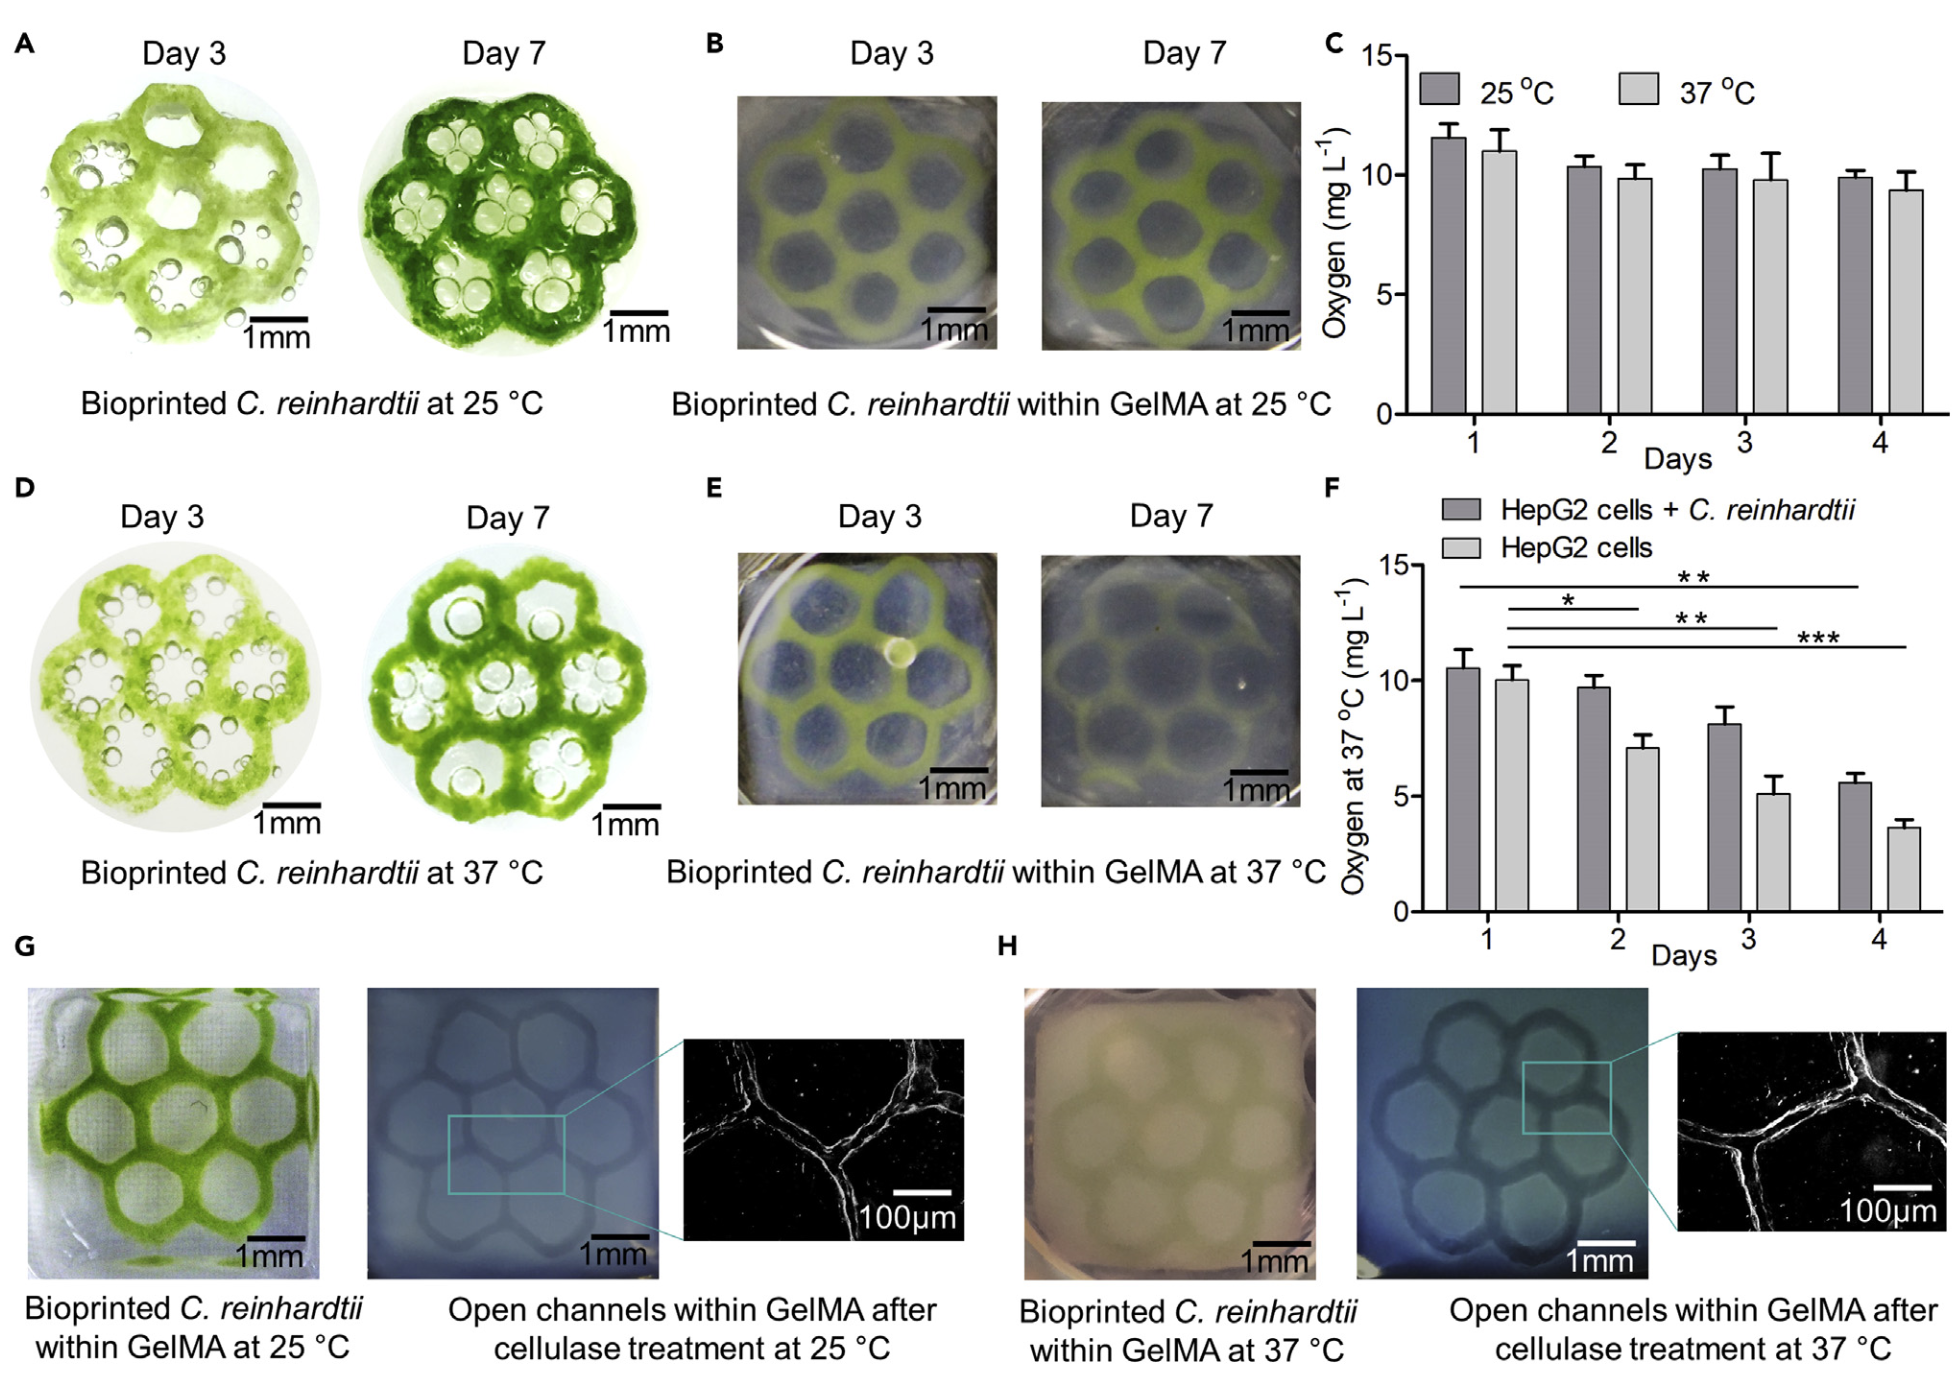 A
Day 3
Day 7
1mm
1mm
Bioprinted C. reinhardtii at 25 °C
B
Day 3
Day 7
1mm
1mm
Bioprinted C. reinhardtii within GelMA at 25 °C
C
25 °C
37 °C
Oxygen (mg L-1)
15
10
5
0
1
2
3
4
Days
D
Day 3
Day 7
1mm
1mm
Bioprinted C. reinhardtii at 37 °C
E
Day 3
Day 7
1mm
1mm
Bioprinted C. reinhardtii within GelMA at 37 °C
F
HepG2 cells + C. reinhardtii
HepG2 cells
Oxygen at 37 °C (mg L-1)
15
10
5
0
**
*
**
***
1
2
3
4
Days
G
1mm
1mm
100µm
Bioprinted C. reinhardtii
within GelMA at 25 °C
Open channels within GelMA after
cellulase treatment at 25 °C
H
1mm
1mm
100µm
Bioprinted C. reinhardtii
within GelMA at 37 °C
Open channels within GelMA after
cellulase treatment at 37 °C